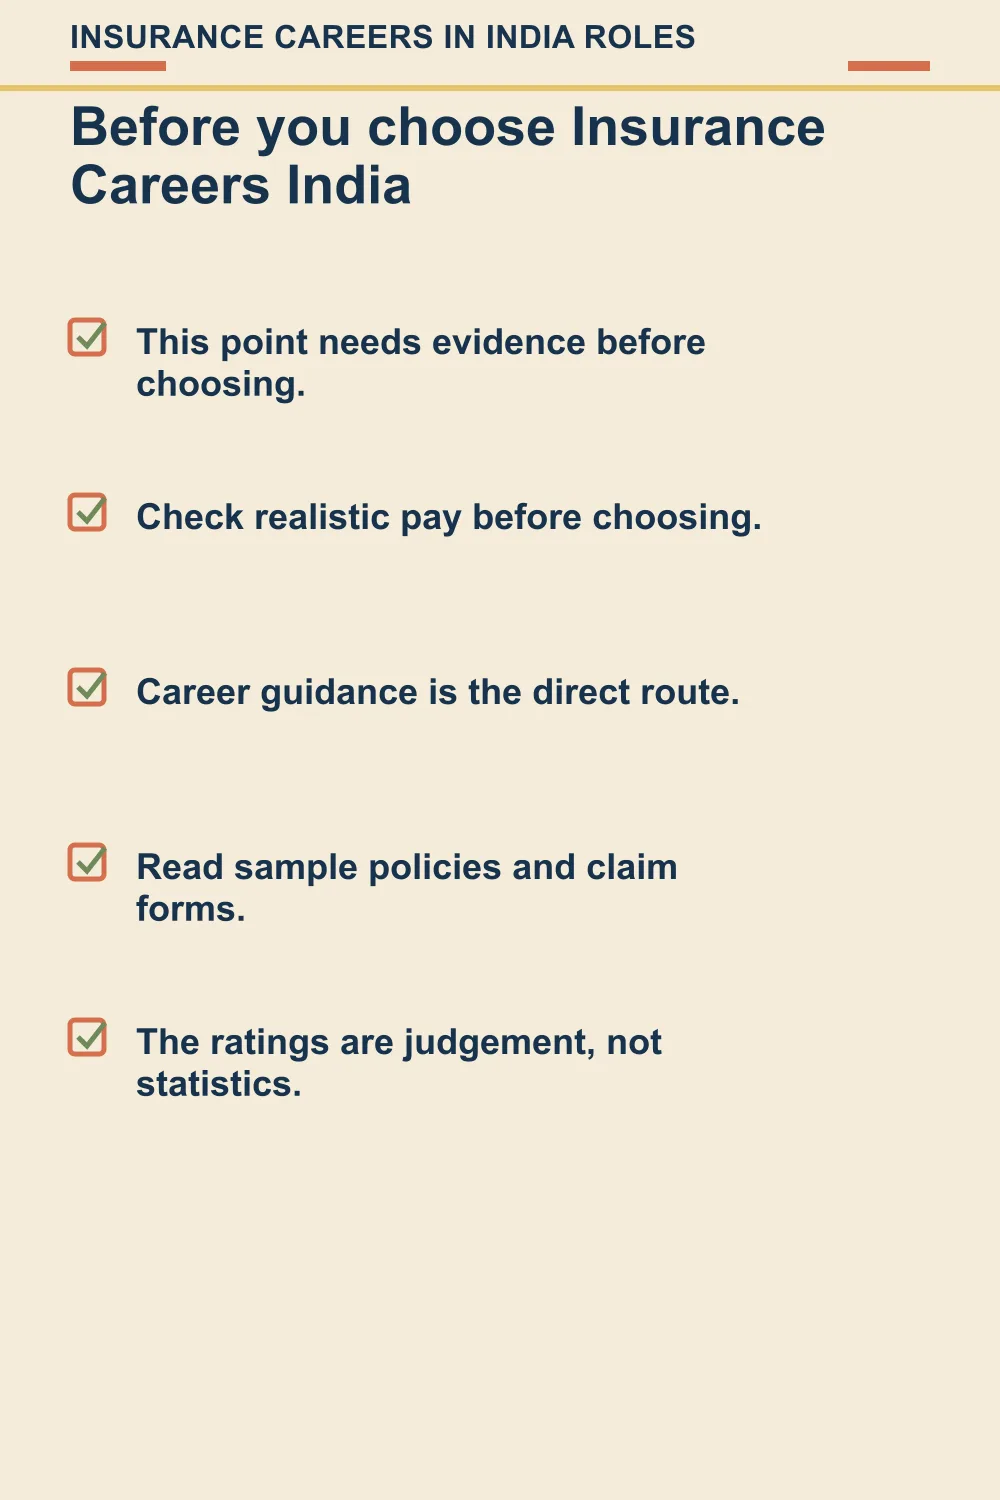 INSURANCE CAREERS IN INDIA ROLES
Before you choose Insurance
Careers India
This point needs evidence before
choosing.
Check realistic pay before choosing.
Career guidance is the direct route.
Read sample policies and claim
forms.
The ratings are judgement, not
statistics.